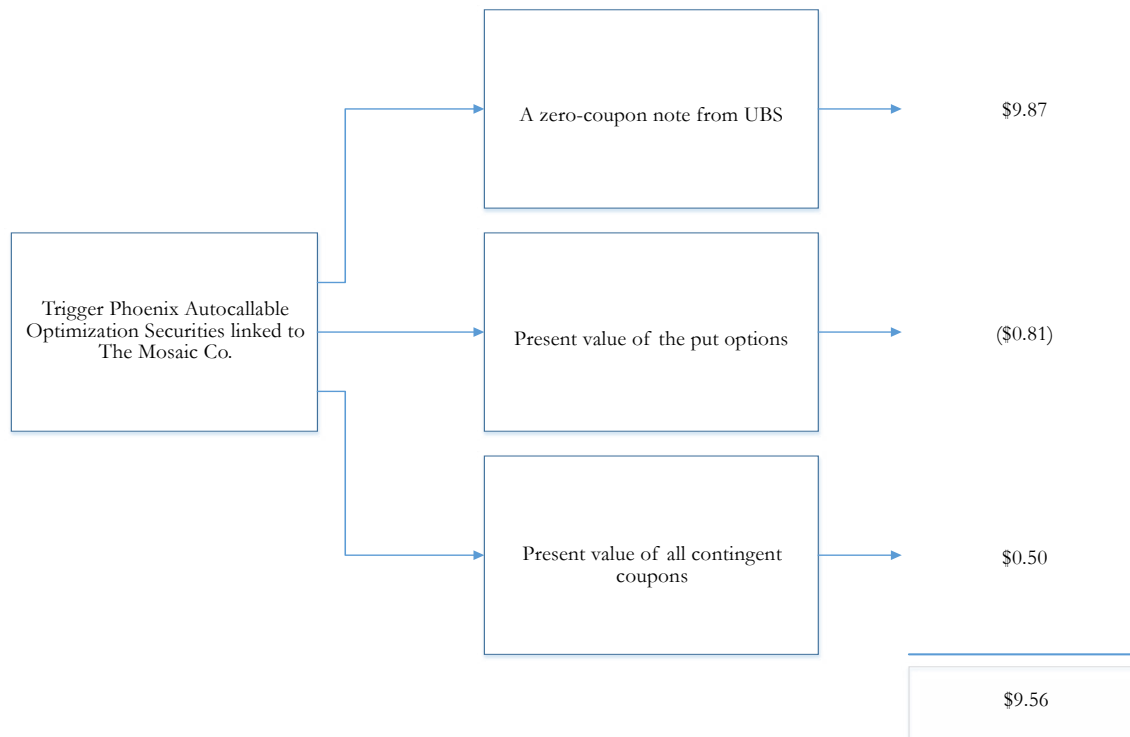 A zero-coupon note from UBS
$9.87
Trigger Phoenix Autocallable
Optimization Securities linked to
The Mosaic Co.
Present value of the put options
($0.81)
Present value of all contingent
coupons
$0.50
$9.56